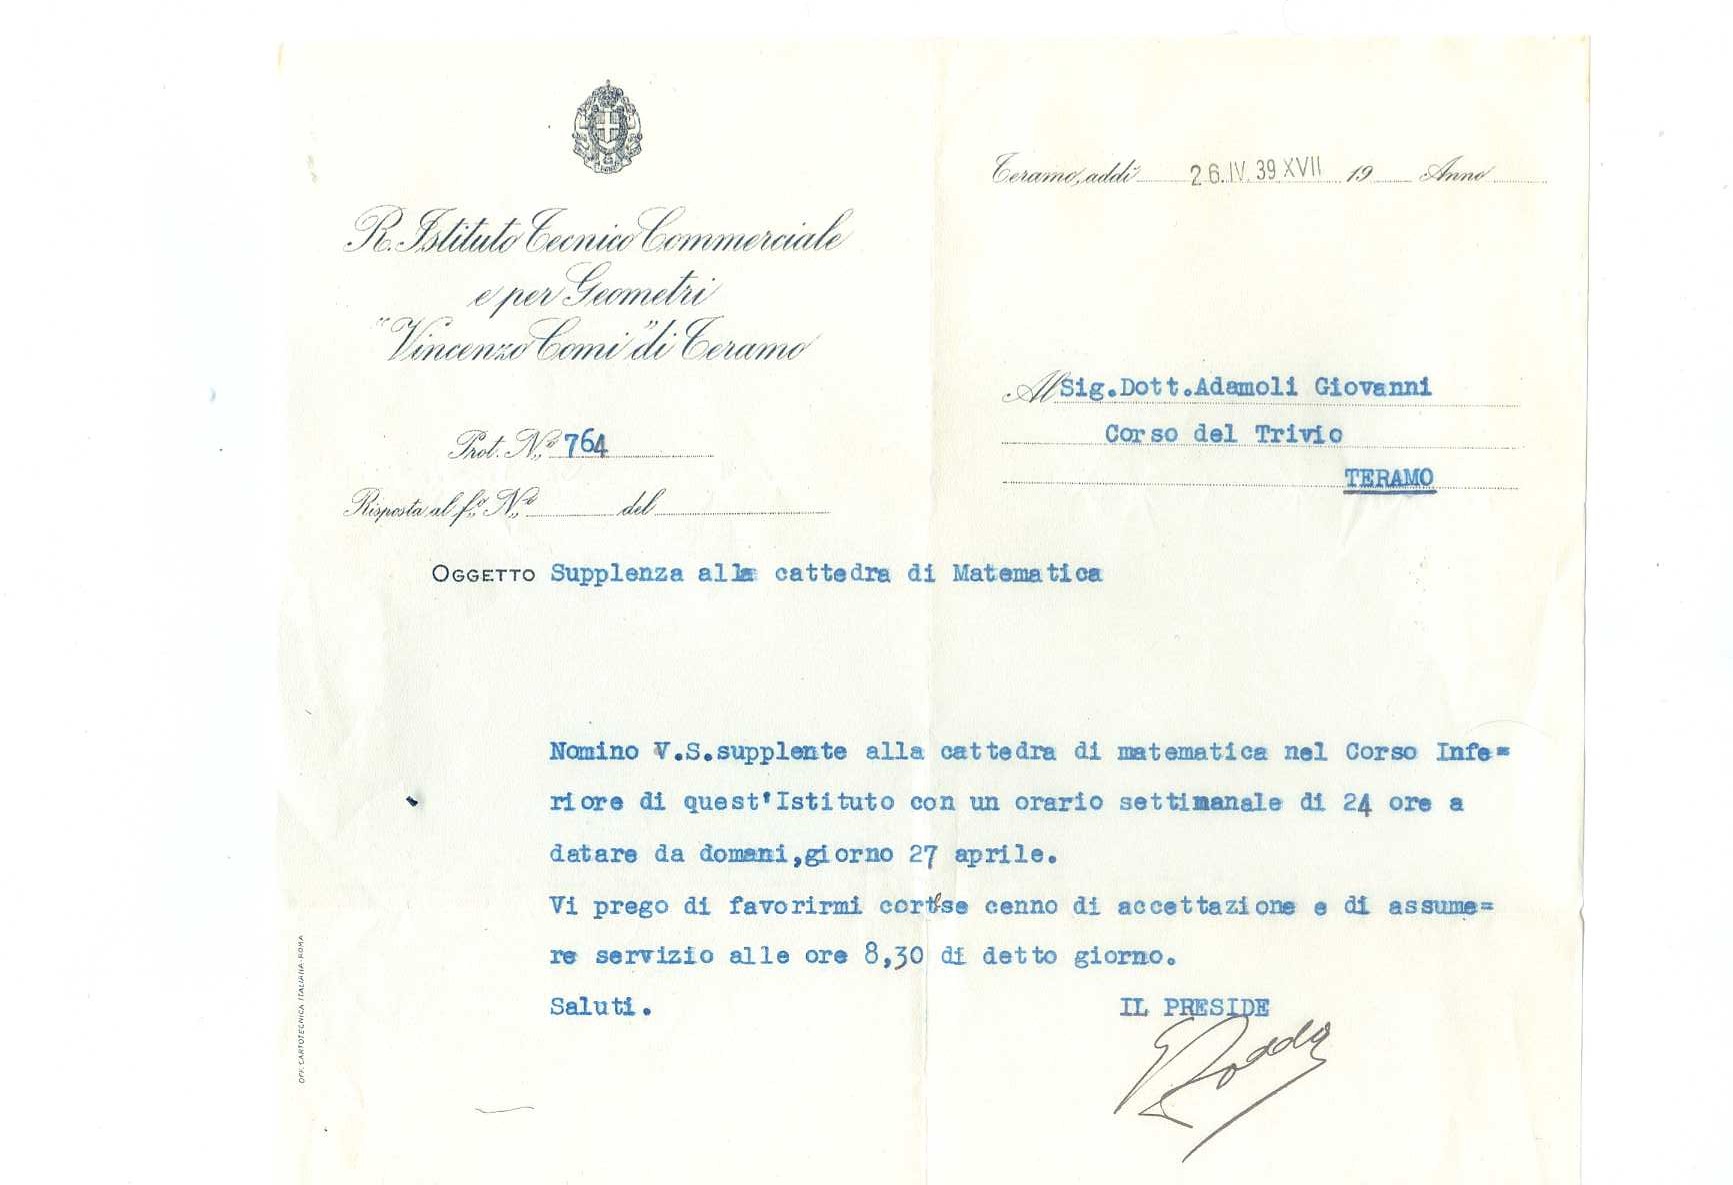 R. Istituto Tecnico Commerciale
e per Geometri
"Vincenzo Comi" di Teramo
Teramo, addì 26.IV.39 XVII 19 Anno
Al Sig.Dott.Adamoli Giovanni
Corso del Trivio
TERAMO
Prot. N.o 764
Risposta al f.o N.o del
OGGETTO Supplenza alla cattedra di Matematica
Nomino V.S.supplente alla cattedra di matematica nel Corso Infe=
riore di quest'Istituto con un orario settimanale di 24 ore a
datare da domani,giorno 27 aprile.
Vi prego di favorirmi cortese cenno di accettazione e di assume=
re servizio alle ore 8,30 di detto giorno.
Saluti.
IL PRESIDE
OFF. CARTOTECNICA ITALIANA-ROMA